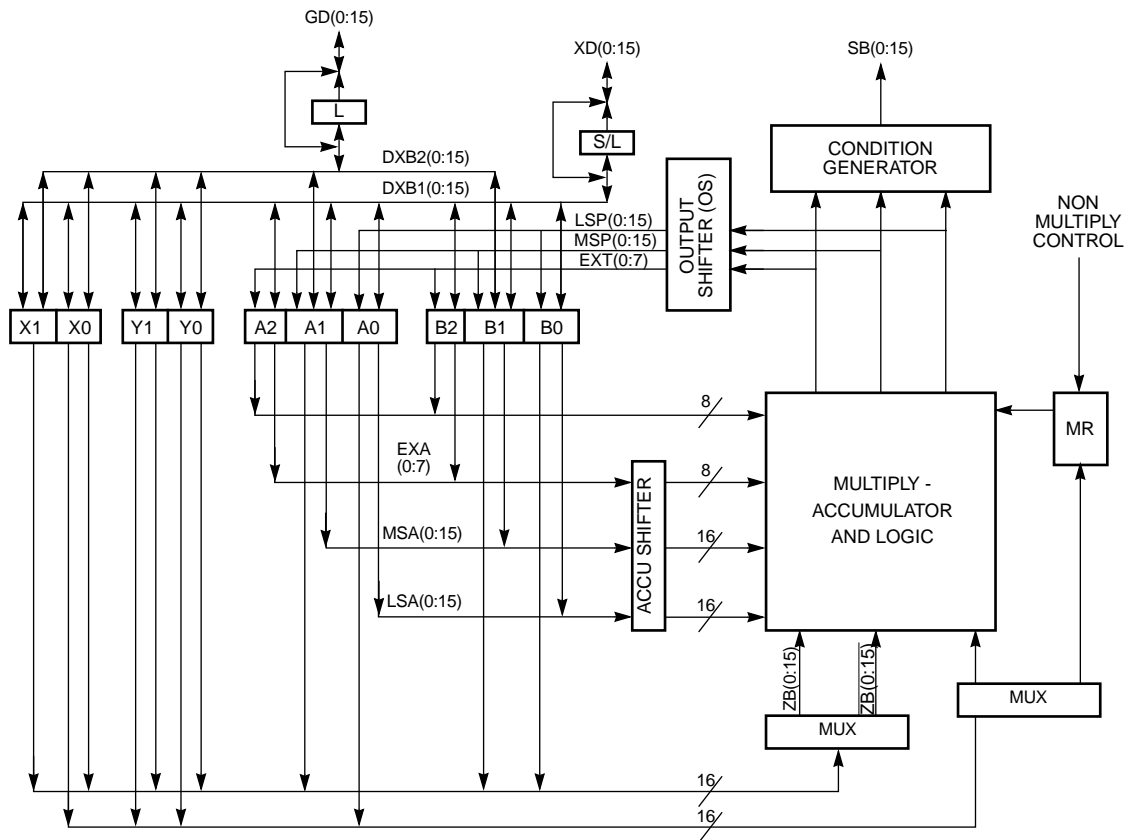 GD(0:15)
XD(0:15)
SB(0:15)
L
S/L
CONDITION
GENERATOR
DXB2(0:15)
DXB1(0:15)
OUTPUT
SHIFTER (OS)
NON
MULTIPLY
CONTROL
LSP(0:15)
MSP(0:15)
EXT(0:7)
X1 X0 Y1 Y0 A2 A1 A0 B2 B1 B0
8
MR
EXA
(0:7)
8
MULTIPLY -
ACCUMULATOR
AND LOGIC
ACCU SHIFTER
MSA(0:15)
16
LSA(0:15)
16
ZB(0:15)
ZB(0:15)
MUX
MUX
16
16